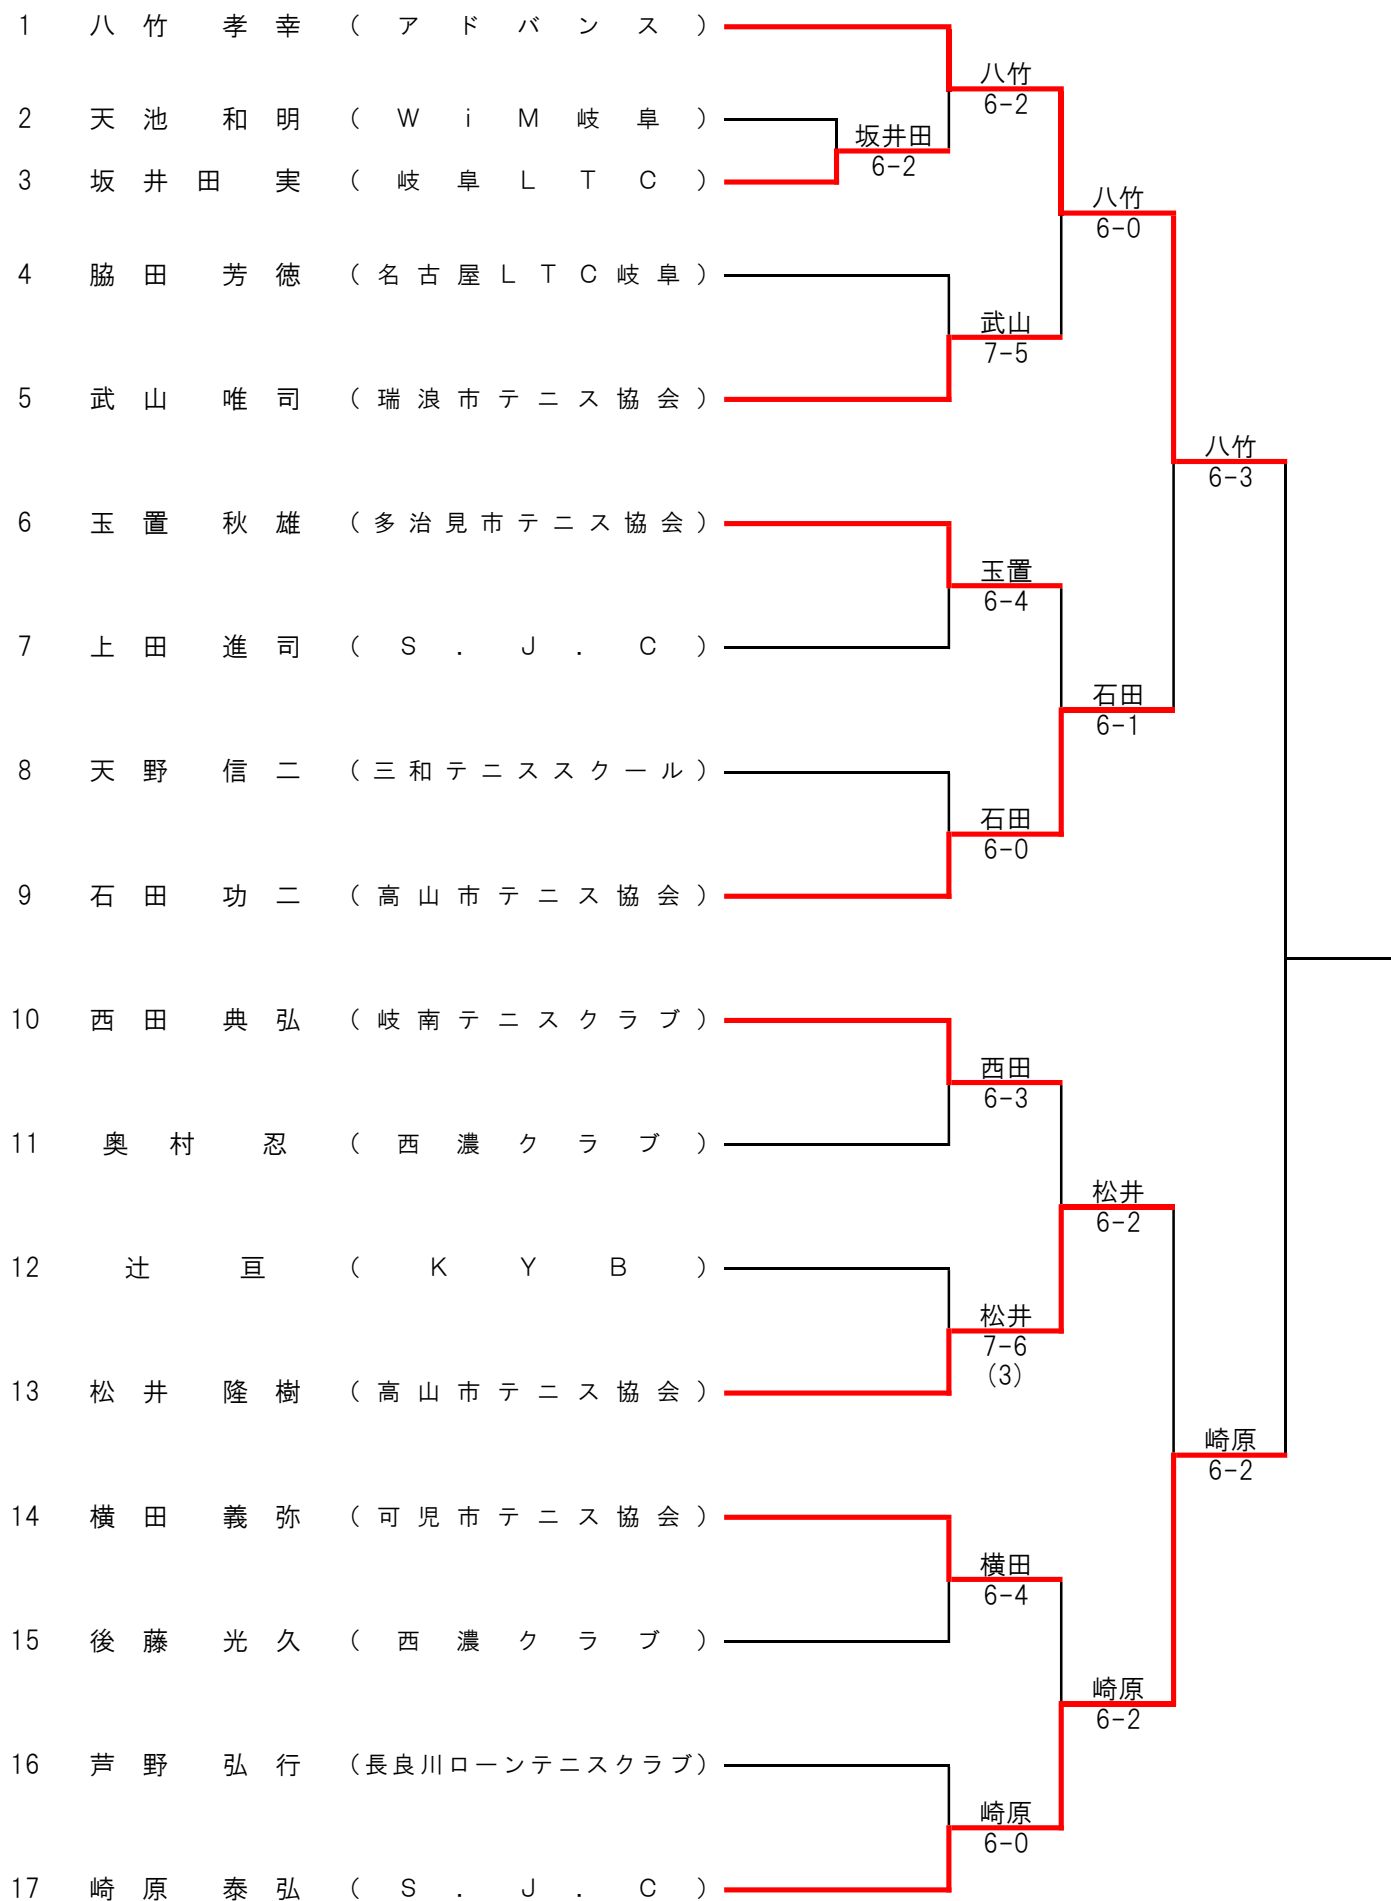 1 八竹 孝幸 (アドバンス)
八竹
6-2
2 天池 和明 (WiM岐阜)
坂井田
6-2
3 坂井田 実 (岐阜LTC)
八竹
6-0
4 脇田 芳徳 (名古屋LTC岐阜)
武山
7-5
5 武山 唯司 (瑞浪市テニス協会)
八竹
6-3
6 玉置 秋雄 (多治見市テニス協会)
玉置
6-4
7 上田 進司 (S.J.C)
石田
6-1
8 天野 信二 (三和テニススクール)
石田
6-0
9 石田 功二 (高山市テニス協会)
10 西田 典弘 (岐南テニスクラブ)
西田
6-3
11 奥村 忍 (西濃クラブ)
松井
6-2
12 辻 亘 (KYB)
松井
7-6
(3)
13 松井 隆樹 (高山市テニス協会)
崎原
6-2
14 横田 義弥 (可児市テニス協会)
横田
6-4
15 後藤 光久 (西濃クラブ)
崎原
6-2
16 芦野 弘行 (長良川ローンテニスクラブ)
崎原
6-0
17 崎原 泰弘 (S.J.C)